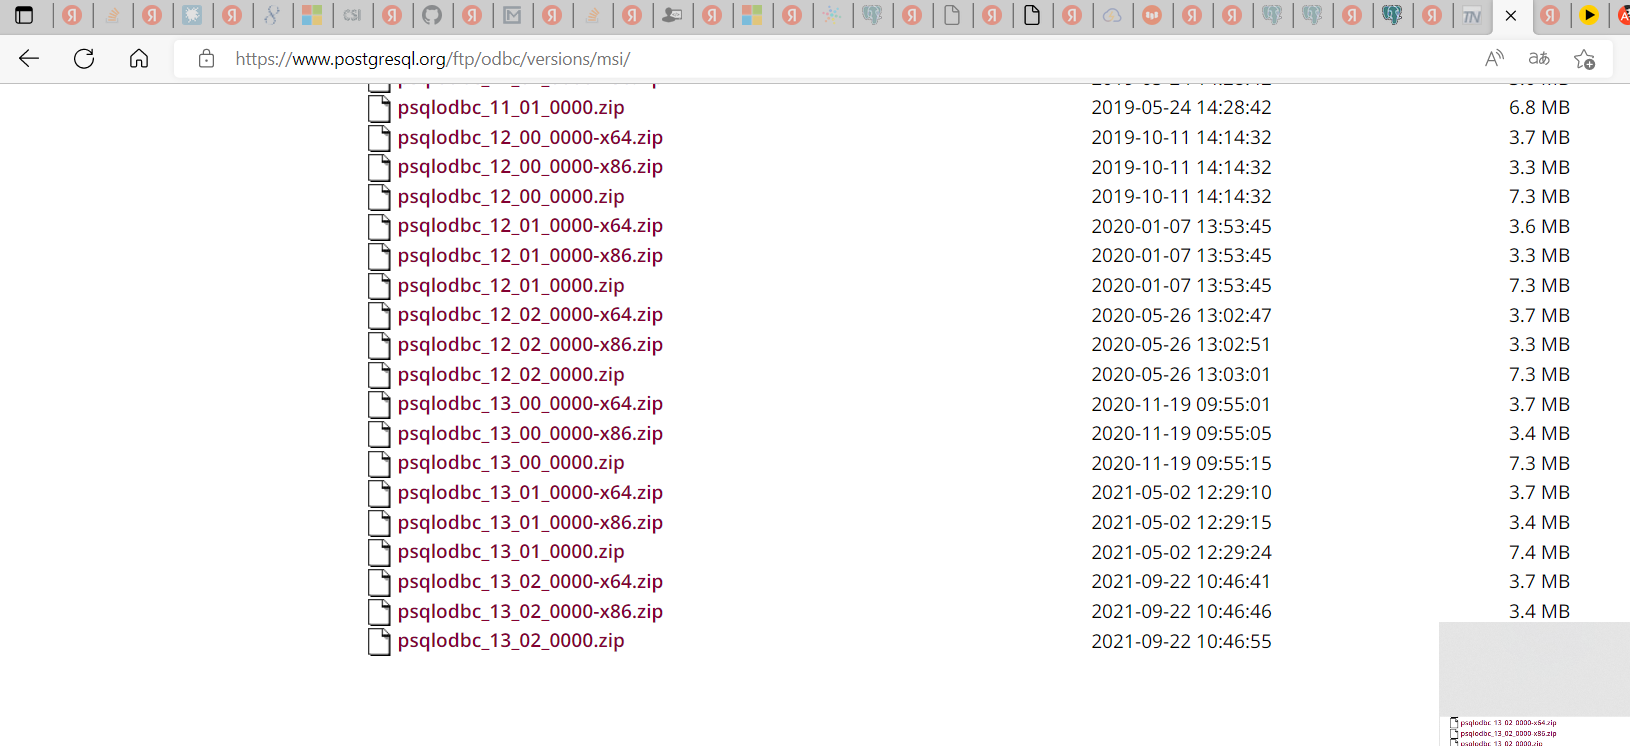 CSI
TN
https://www.postgresql.org/ftp/odbc/versions/msi/
psqlodbc_11_01_0000.zip 2019-05-24 14:28:42 6.8 MB
psqlodbc_12_00_0000-x64.zip 2019-10-11 14:14:32 3.7 MB
psqlodbc_12_00_0000-x86.zip 2019-10-11 14:14:32 3.3 MB
psqlodbc_12_00_0000.zip 2019-10-11 14:14:32 7.3 MB
psqlodbc_12_01_0000-x64.zip 2020-01-07 13:53:45 3.6 MB
psqlodbc_12_01_0000-x86.zip 2020-01-07 13:53:45 3.3 MB
psqlodbc_12_01_0000.zip 2020-01-07 13:53:45 7.3 MB
psqlodbc_12_02_0000-x64.zip 2020-05-26 13:02:47 3.7 MB
psqlodbc_12_02_0000-x86.zip 2020-05-26 13:02:51 3.3 MB
psqlodbc_12_02_0000.zip 2020-05-26 13:03:01 7.3 MB
psqlodbc_13_00_0000-x64.zip 2020-11-19 09:55:01 3.7 MB
psqlodbc_13_00_0000-x86.zip 2020-11-19 09:55:05 3.4 MB
psqlodbc_13_00_0000.zip 2020-11-19 09:55:15 7.3 MB
psqlodbc_13_01_0000-x64.zip 2021-05-02 12:29:10 3.7 MB
psqlodbc_13_01_0000-x86.zip 2021-05-02 12:29:15 3.4 MB
psqlodbc_13_01_0000.zip 2021-05-02 12:29:24 7.4 MB
psqlodbc_13_02_0000-x64.zip 2021-09-22 10:46:41 3.7 MB
psqlodbc_13_02_0000-x86.zip 2021-09-22 10:46:46 3.4 MB
psqlodbc_13_02_0000.zip 2021-09-22 10:46:55
psqlodbc_13_02_0000-x64.zip
psqlodbc_13_02_0000-x86.zip
psqlodbc_13_02_0000.zip